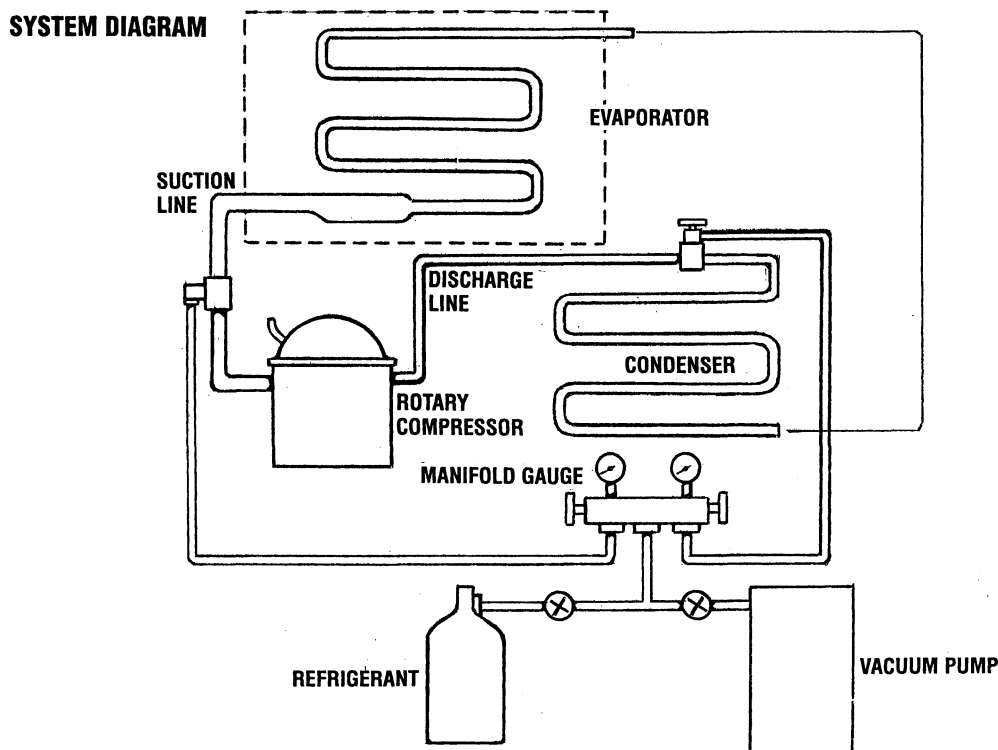 SYSTEM DIAGRAM
EVAPORATOR
SUCTION
LINE
DISCHARGE
LINE
CONDENSER
ROTARY
COMPRESSOR
MANIFOLD GAUGE
REFRIGERANT
VACUUM PUMP